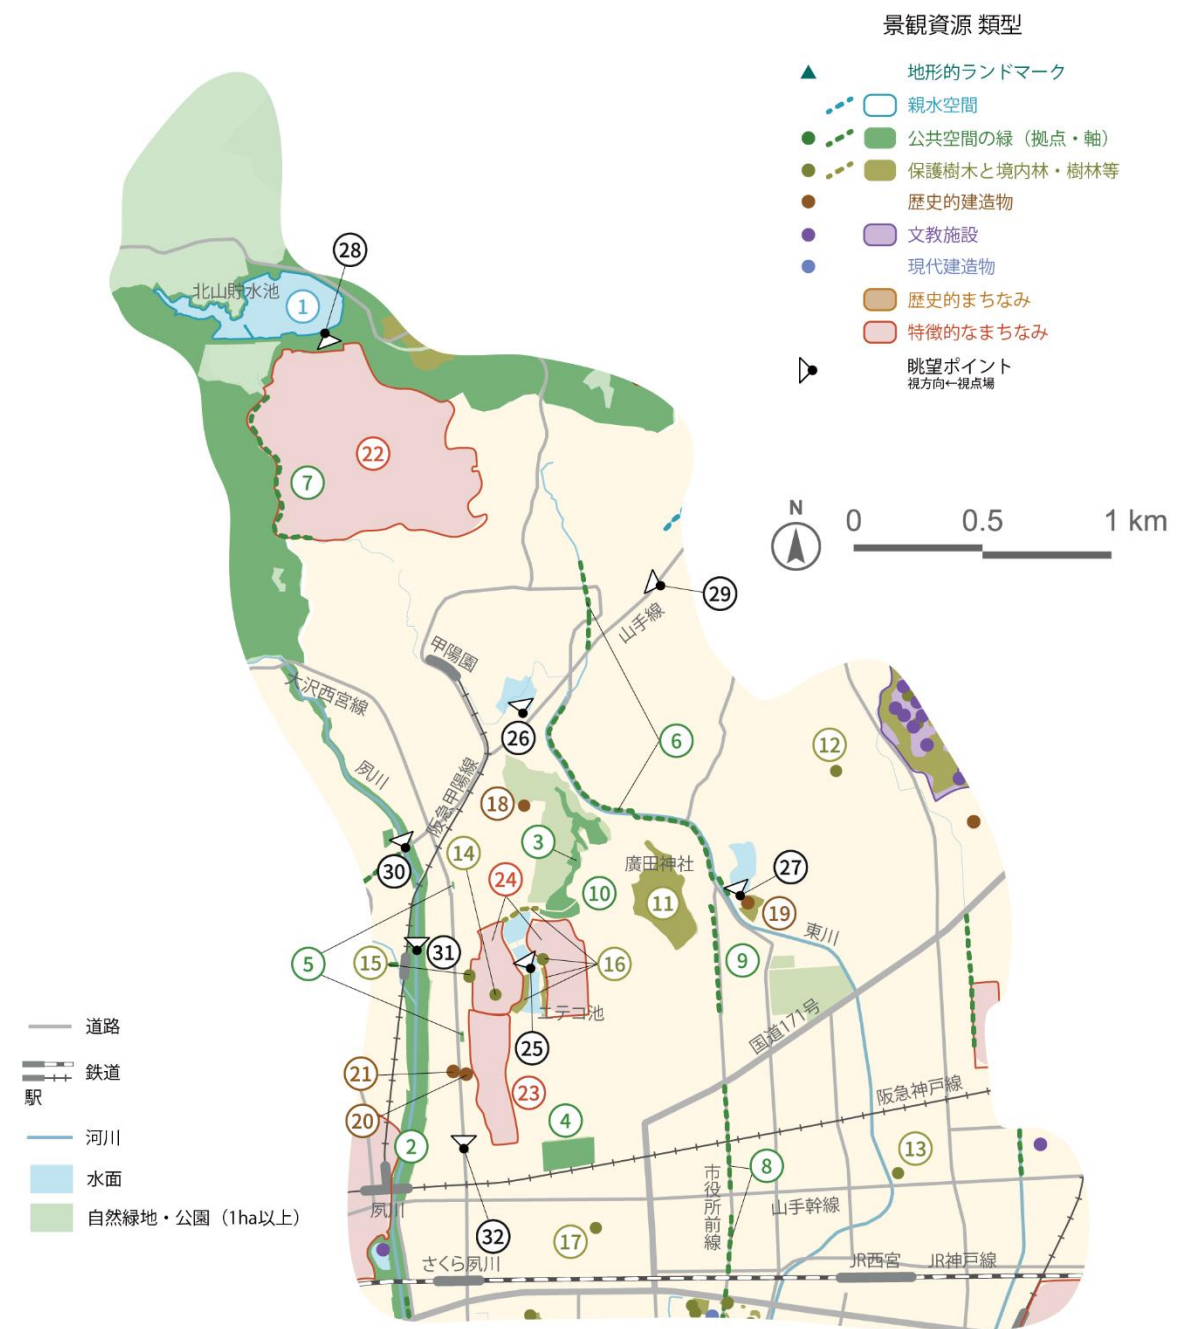 景観資源 類型
地形的ランドマーク
親水空間
公共空間の緑（拠点・軸）
保護樹木と境内林・樹林等
歴史的建造物
文教施設
現代建造物
歴史的まちなみ
特徴的なまちなみ
眺望ポイント
視方向←視点場
N
0 0.5 1 km
28
北山貯水池
1
22
7
29
山手線
甲陽園
大沢西宮線
26
6
12
夙川
阪急甲陽線
18
14
3
廣田神社
30
24
27
10
11
19
東川
31
5
15
16
9
エテコ池
国道171号
25
21
23
阪急神戸線
20
4
2
13
8
市役所前線
山手幹線
夙川
32
17
さくら夙川
JR西宮
JR神戸線
道路
鉄道
駅
河川
水面
自然緑地・公園（1ha以上）